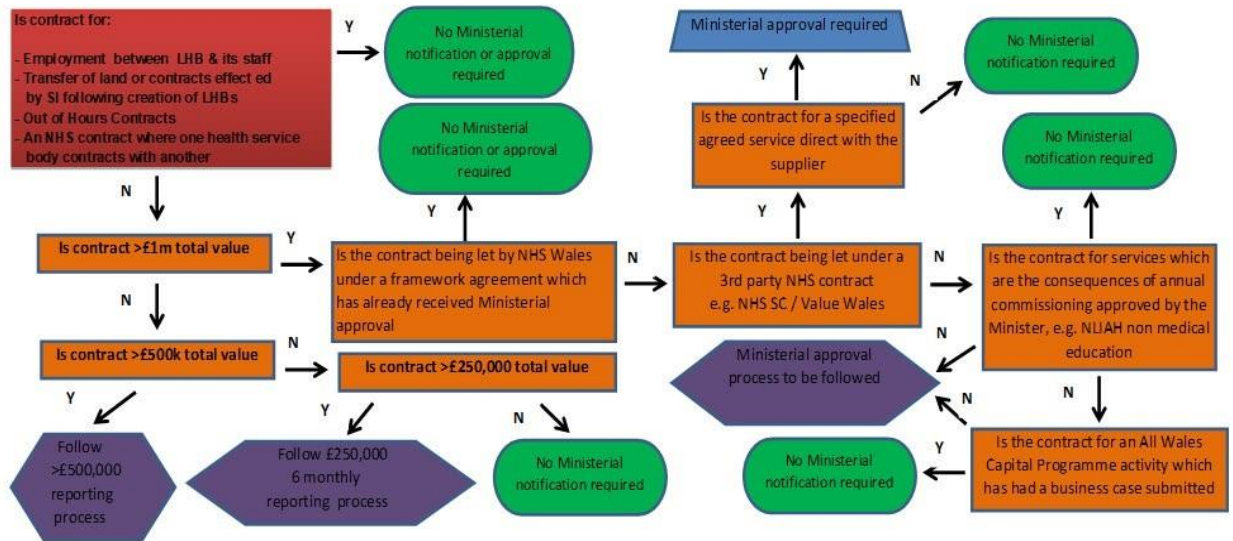 Is contract for:
- Employment between LHB & its staff
- Transfer of land or contracts effect ed
by SI following creation of LHBs
- Out of Hours Contracts
- An NHS contract where one health service
body contracts with another
Y
No Ministerial
notification or approval
required
N
No Ministerial
notification or approval
required
Y
Ministerial approval required
Y
N
No Ministerial
notification required
Is the contract for a specified
agreed service direct with the
supplier
Y
No Ministerial
notification required
Y
Is contract >£1m total value
Y
Is the contract being let by NHS Wales
under a framework agreement which
has already received Ministerial
approval
N
Is the contract being let under a
3rd party NHS contract
e.g. NHS SC / Value Wales
N
Is the contract for services which
are the consequences of annual
commissioning approved by the
Minister, e.g. NLIAH non medical
education
N
Is contract >£500k total value
N
Is contract >£250,000 total value
Ministerial approval
process to be followed
N
N
N
Y
Follow
>£500,000
reporting
process
Y
Follow £250,000
6 monthly
reporting process
N
No Ministerial
notification required
No Ministerial
notification required
Y
Is the contract for an All Wales
Capital Programme activity which
has had a business case submitted